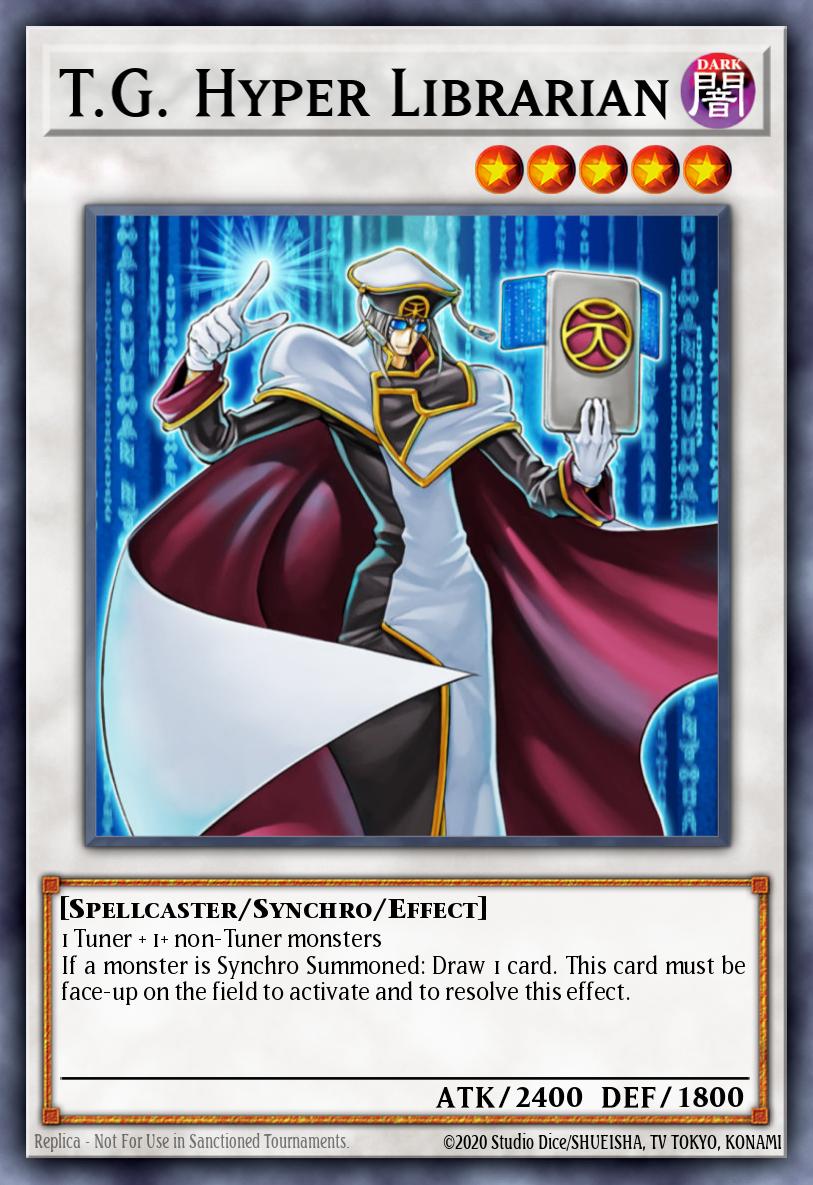 T.G. Hyper Librarian
DARK
闇
[Spellcaster/Synchro/Effect]
1 Tuner + 1+ non-Tuner monsters
If a monster is Synchro Summoned: Draw 1 card. This card must be
face-up on the field to activate and to resolve this effect.
ATK/2400 DEF/1800
Replica - Not For Use in Sanctioned Tournaments.
©2020 Studio Dice/SHUEISHA, TV TOKYO, KONAMI